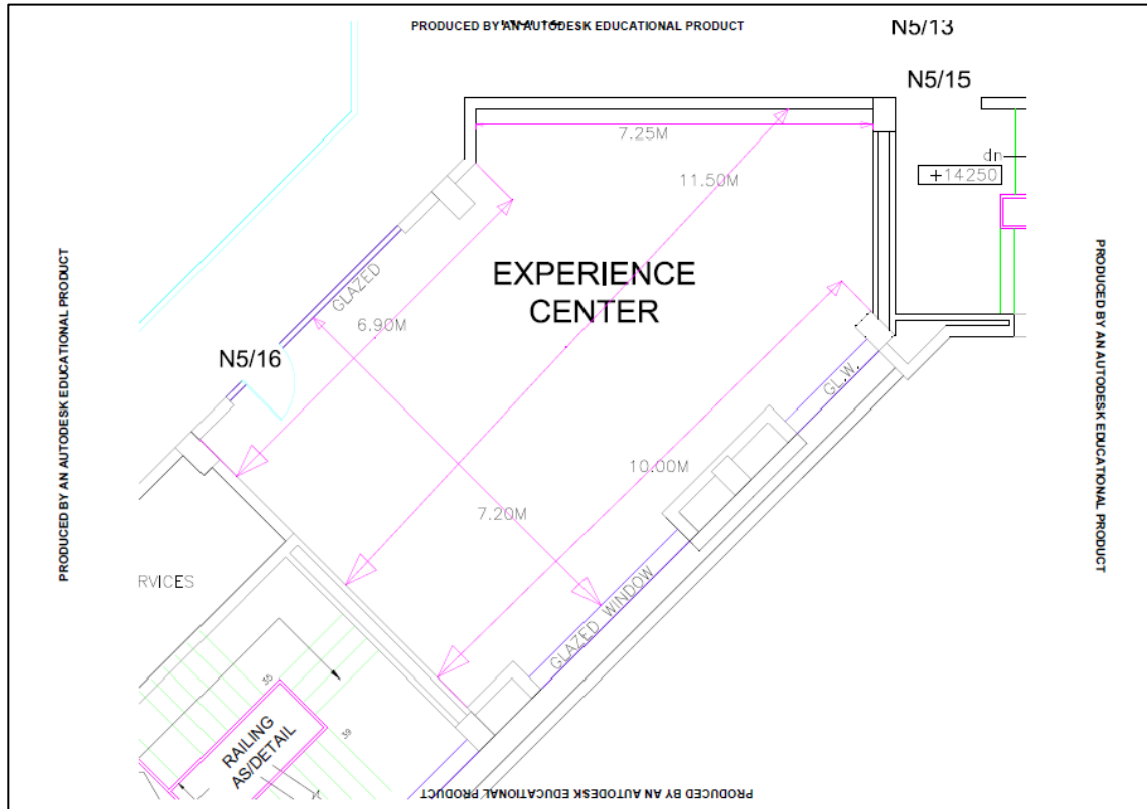 PRODUCED BY AN AUTODESK EDUCATIONAL PRODUCT
N5/13
N5/15
7.25M
dn
+14250
11.50M
EXPERIENCE
CENTER
GLAZED
6.90M
N5/16
GL.W.
10.00M
7.20M
RVICES
GLAZED WINDOW
35
39
RAILING
AS/DETAIL
PRODUCED BY AN AUTODESK EDUCATIONAL PRODUCT
PRODUCED BY AN AUTODESK EDUCATIONAL PRODUCT
PRODUCED BY AN AUTODESK EDUCATIONAL PRODUCT